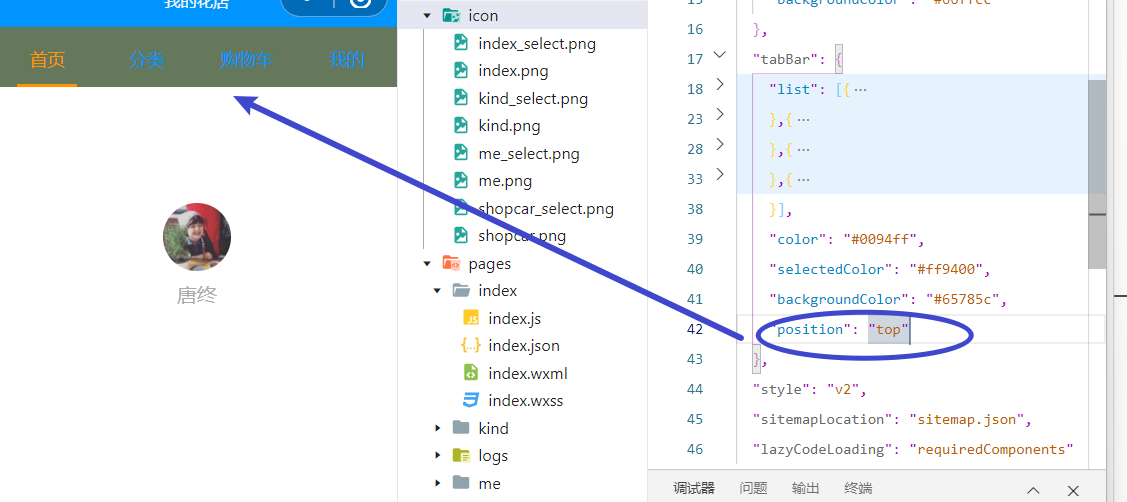 我的花店
首页 分类 购物车 我的
唐终
icon
index_select.png
index.png
kind_select.png
kind.png
me_select.png
me.png
shopcar_select.png
shopcar.png
pages
index
index.js
index.json
index.wxml
index.wxss
kind
logs
me
15 "backgroundColor": "#66ffcc"
16 },
17 "tabBar": {
18 "list": [{ ···
23 },{ ···
28 },{ ···
33 },{ ···
38 }],
39 "color": "#0094ff",
40 "selectedColor": "#ff9400",
41 "backgroundColor": "#65785c",
42 "position": "top"
43 },
44 "style": "v2",
45 "sitemapLocation": "sitemap.json",
46 "lazyCodeLoading": "requiredComponents"
调试器 问题 输出 终端